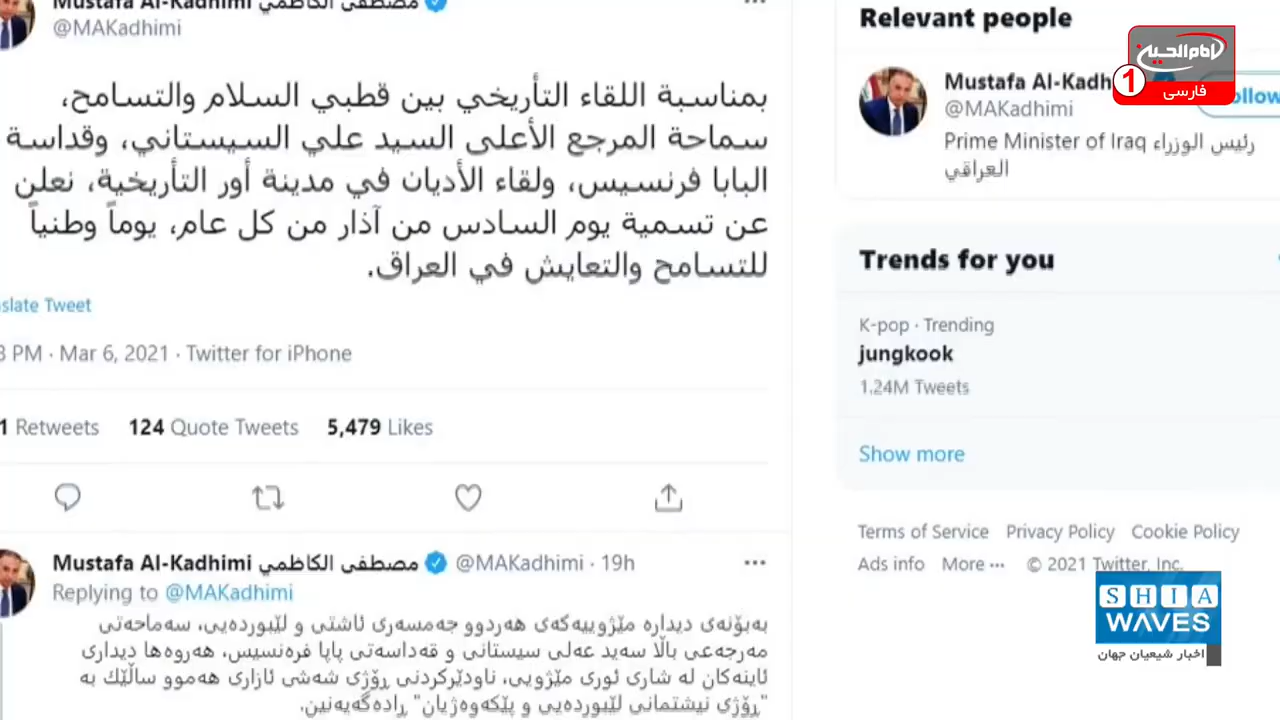 Mustafa Al-Kadhimi مصطفى الكاظمي
@MAKadhimi
بمناسبة اللقاء التأريخي بين قطبي السلام والتسامح،
سماحة المرجع الأعلى السيد علي السيستاني، وقداسة
البابا فرنسيس، ولقاء الأديان في مدينة أور التأريخية، نعلن
عن تسمية يوم السادس من آذار من كل عام، يوماً وطنياً
للتسامح والتعايش في العراق.
slate Tweet
PM · Mar 6, 2021 · Twitter for iPhone
1 Retweets 124 Quote Tweets 5,479 Likes
Mustafa Al-Kadhimi مصطفى الكاظمي @MAKadhimi · 19h
Replying to @MAKadhimi
بەبۆنەی دیدارە مێژوییەکەی هەردوو جەمسەری ئاشتی و لێبوردەیی، سەماحەتی
مەرجەعی باڵا سەید عەلی سیستانی و قەداسەتی پاپا فرەنسیس، هەروەها دیداری
ئاینەکان لە شاری ئوری مێژویی، ناودێرکردنی ڕۆژی شەشی ئازاری هەموو ساڵێك بە
"ڕۆژی نیشتمانی لێبوردەیی و پێکەوەژیان" ڕادەگەیەنین.
Relevant people
Mustafa Al-Kadh
@MAKadhimi
Prime Minister of Iraq رئيس الوزراء
العراقي
ollow
Trends for you
K-pop · Trending
jungkook
1.24M Tweets
Show more
Terms of Service Privacy Policy Cookie Policy
Ads info More ··· © 2021 Twitter, Inc.
امام الحسین
1
فارسی
SHIA
WAVES
اخبار شیعیان جهان